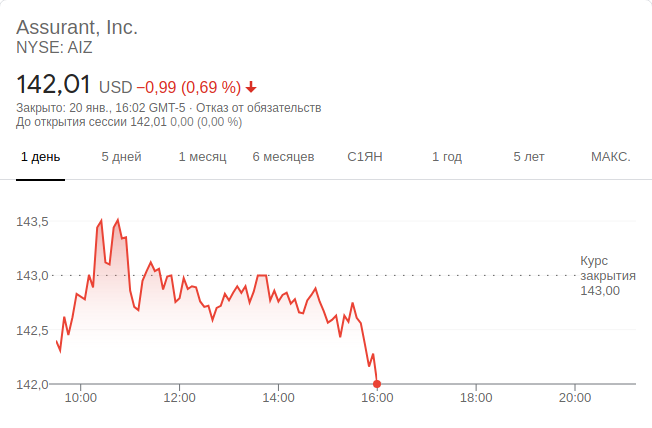 Assurant, Inc.
NYSE: AIZ
142,01 USD −0,99 (0,69 %)
Закрыто: 20 янв., 16:02 GMT-5 · Отказ от обязательств
До открытия сессии 142,01 0,00 (0,00 %)
1 день 5 дней 1 месяц 6 месяцев С1ЯН 1 год 5 лет МАКС.
143,5
143,0
142,5
142,0
Курс
закрытия
143,00
10:00 12:00 14:00 16:00 18:00 20:00